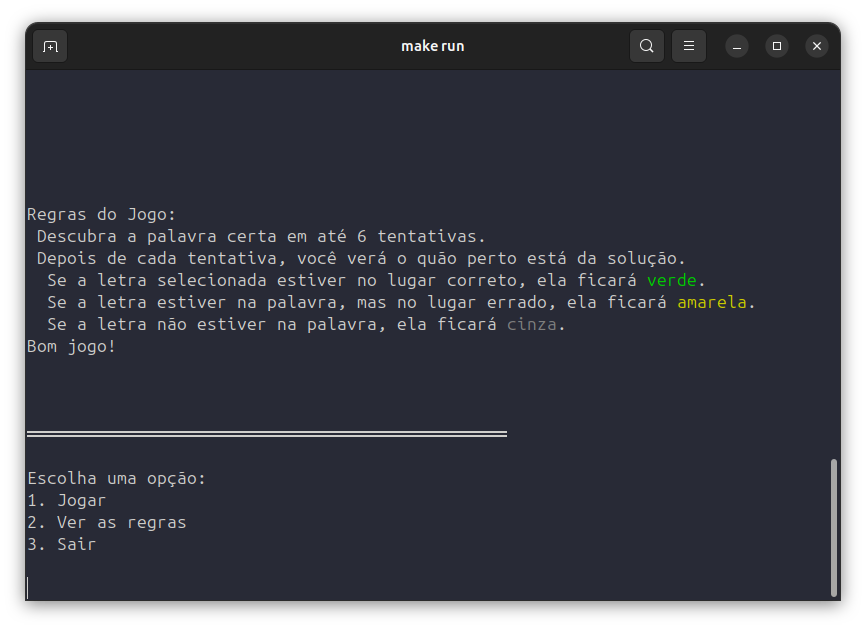 make run
Regras do Jogo:
Descubra a palavra certa em até 6 tentativas.
Depois de cada tentativa, você verá o quão perto está da solução.
Se a letra selecionada estiver no lugar correto, ela ficará verde.
Se a letra estiver na palavra, mas no lugar errado, ela ficará amarela.
Se a letra não estiver na palavra, ela ficará cinza.
Bom jogo!
Escolha uma opção:
1. Jogar
2. Ver as regras
3. Sair